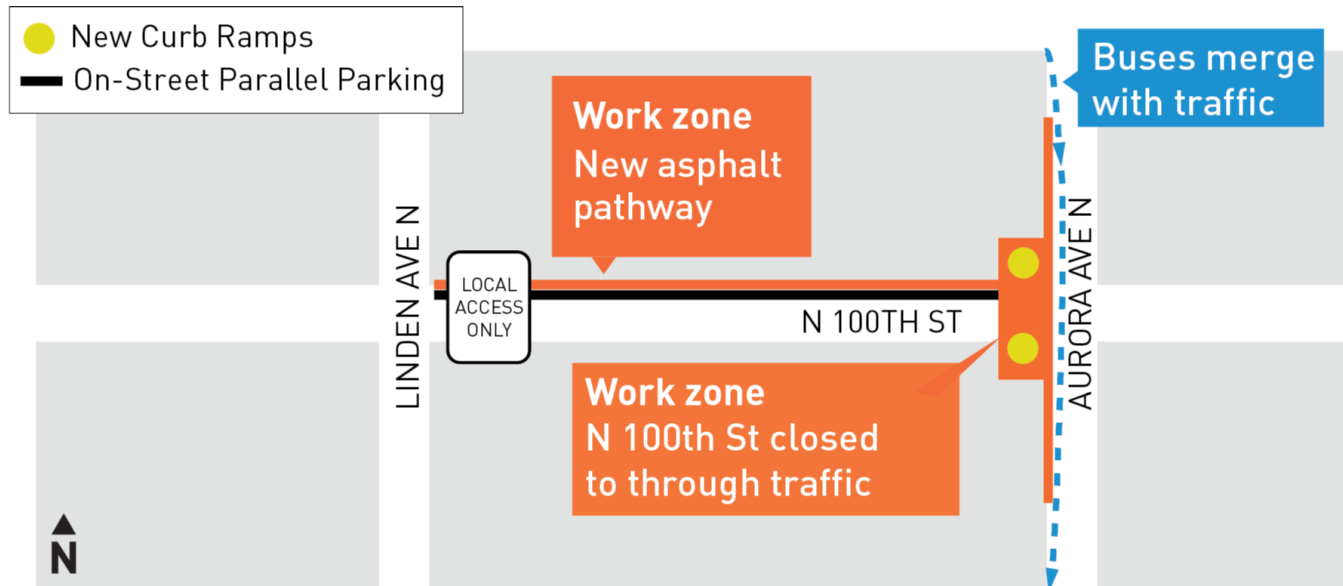 New Curb Ramps
On-Street Parallel Parking
Buses merge
with traffic
Work zone
New asphalt
pathway
LINDEN AVE N
LOCAL
ACCESS
ONLY
N 100TH ST
AURORA AVE N
Work zone
N 100th St closed
to through traffic
N